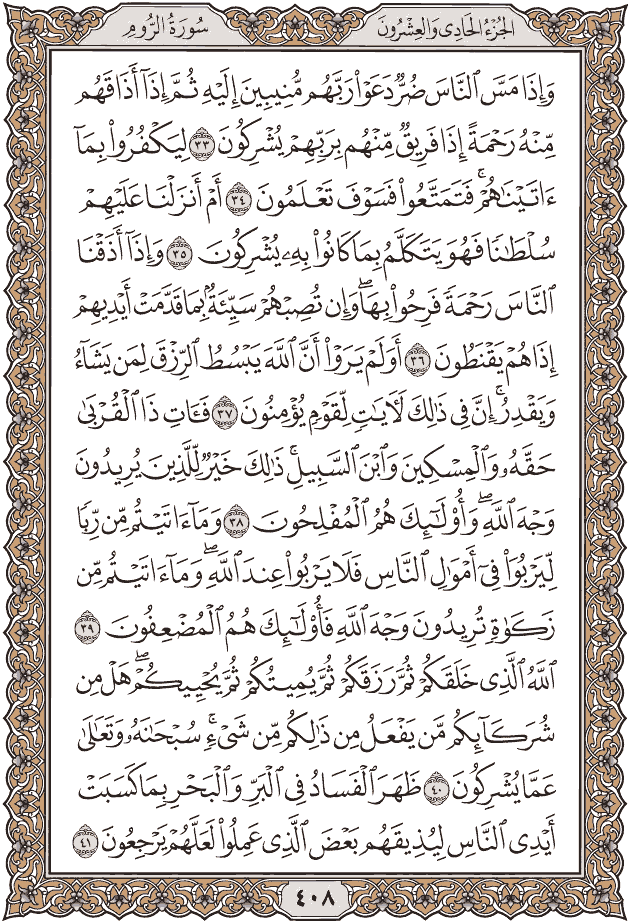 الجُزْءُ الحَادِى وَالعِشْرُونَ
سُورَةُ الرُّومِ
وَإِذَا مَسَّ ٱلنَّاسَ ضُرٌّ دَعَوْا۟ رَبَّهُم مُّنِيبِينَ إِلَيْهِ ثُمَّ إِذَآ أَذَاقَهُم
مِّنْهُ رَحْمَةً إِذَا فَرِيقٌ مِّنْهُم بِرَبِّهِمْ يُشْرِكُونَ ٣٣ لِيَكْفُرُوا۟ بِمَآ
ءَاتَيْنَٰهُمْ ۚ فَتَمَتَّعُوا۟ فَسَوْفَ تَعْلَمُونَ ٣٤ أَمْ أَنزَلْنَا عَلَيْهِمْ
سُلْطَٰنًا فَهُوَ يَتَكَلَّمُ بِمَا كَانُوا۟ بِهِۦ يُشْرِكُونَ ٣٥ وَإِذَآ أَذَقْنَا
ٱلنَّاسَ رَحْمَةً فَرِحُوا۟ بِهَا ۖ وَإِن تُصِبْهُمْ سَيِّئَةٌۢ بِمَا قَدَّمَتْ أَيْدِيهِمْ
إِذَا هُمْ يَقْنَطُونَ ٣٦ أَوَلَمْ يَرَوْا۟ أَنَّ ٱللَّهَ يَبْسُطُ ٱلرِّزْقَ لِمَن يَشَآءُ
وَيَقْدِرُ ۚ إِنَّ فِى ذَٰلِكَ لَءَايَٰتٍ لِّقَوْمٍ يُؤْمِنُونَ ٣٧ فَـَٔاتِ ذَا ٱلْقُرْبَىٰ
حَقَّهُۥ وَٱلْمِسْكِينَ وَٱبْنَ ٱلسَّبِيلِ ۚ ذَٰلِكَ خَيْرٌ لِّلَّذِينَ يُرِيدُونَ
وَجْهَ ٱللَّهِ ۖ وَأُو۟لَٰٓئِكَ هُمُ ٱلْمُفْلِحُونَ ٣٨ وَمَآ ءَاتَيْتُم مِّن رِّبًا
لِّيَرْبُوَا۟ فِىٓ أَمْوَٰلِ ٱلنَّاسِ فَلَا يَرْبُوا۟ عِندَ ٱللَّهِ ۖ وَمَآ ءَاتَيْتُم مِّن
زَكَوٰةٍ تُرِيدُونَ وَجْهَ ٱللَّهِ فَأُو۟لَٰٓئِكَ هُمُ ٱلْمُضْعِفُونَ ٣٩
ٱللَّهُ ٱلَّذِى خَلَقَكُمْ ثُمَّ رَزَقَكُمْ ثُمَّ يُمِيتُكُمْ ثُمَّ يُحْيِيكُمْ ۖ هَلْ مِن
شُرَكَآئِكُم مَّن يَفْعَلُ مِن ذَٰلِكُم مِّن شَىْءٍ ۚ سُبْحَٰنَهُۥ وَتَعَٰلَىٰ
عَمَّا يُشْرِكُونَ ٤٠ ظَهَرَ ٱلْفَسَادُ فِى ٱلْبَرِّ وَٱلْبَحْرِ بِمَا كَسَبَتْ
أَيْدِى ٱلنَّاسِ لِيُذِيقَهُم بَعْضَ ٱلَّذِى عَمِلُوا۟ لَعَلَّهُمْ يَرْجِعُونَ ٤١
٤٠٨